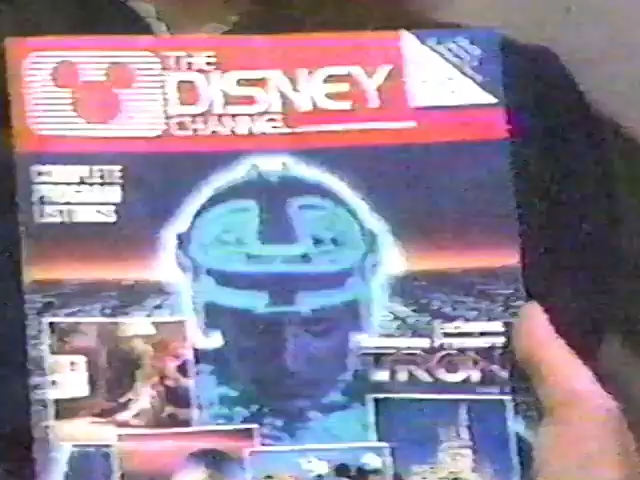 THE
DISNEY
CHANNEL
COMPLETE
PROGRAM
LISTINGS
TRON